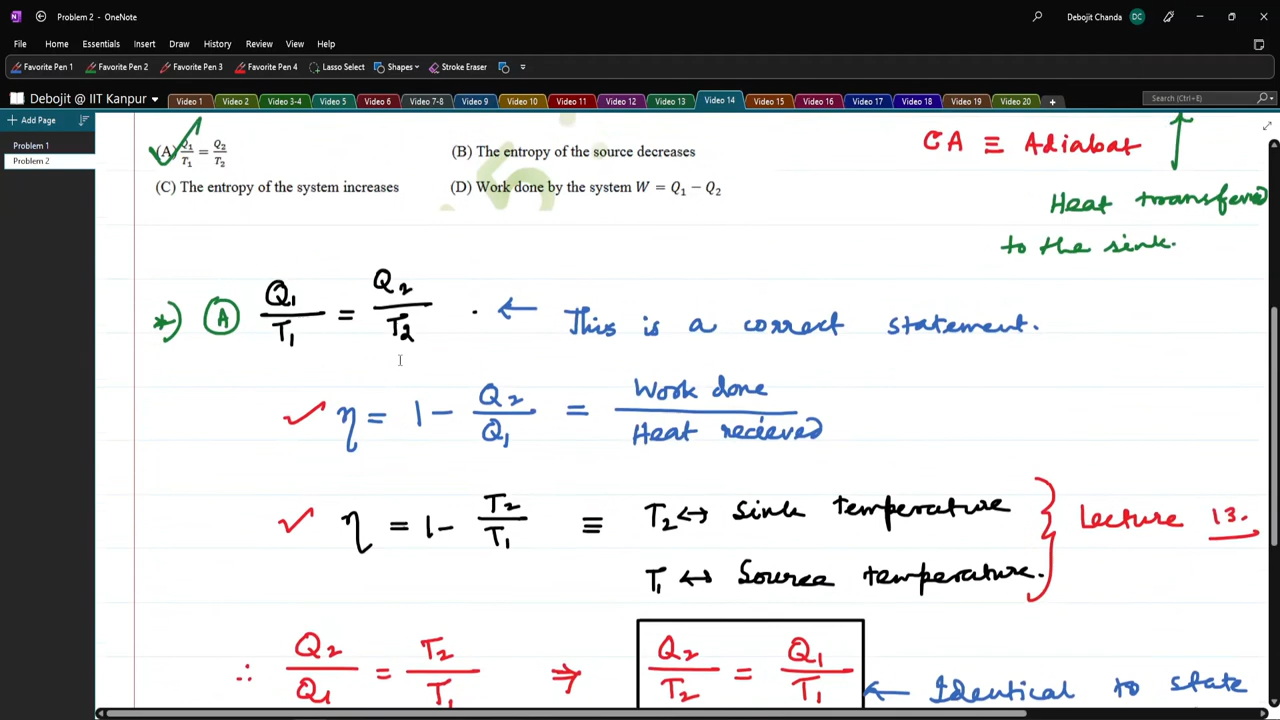 Problem 2 - OneNote
Debojit Chanda DC
File Home Essentials Insert Draw History Review View Help
Favorite Pen 1 Favorite Pen 2 Favorite Pen 3 Favorite Pen 4 Lasso Select Shapes Stroke Eraser
Debojit @ IIT Kanpur Video 1 Video 2 Video 3-4 Video 5 Video 6 Video 7-8 Video 9 Video 10 Video 11 Video 12 Video 13 Video 14 Video 15 Video 16 Video 17 Video 18 Video 19 Video 20 + Search (Ctrl+E)
+ Add Page
Problem 1
Problem 2
(A) Q₁/T₁ = Q₂/T₂ (B) The entropy of the source decreases
(C) The entropy of the system increases (D) Work done by the system W = Q₁ − Q₂
CA ≡ Adiabat
Heat transferred
to the sink.
*) (A) Q₁/T₁ = Q₂/T₂ . ← This is a correct statement.
✓ η = 1 − Q₂/Q₁ = Work done/Heat recieved
✓ η = 1 − T₂/T₁ ≡ T₂ ↔ Sink temperature
T₁ ↔ Source temperature.
} Lecture 13.
∴ Q₂/Q₁ = T₂/T₁ ⇒ Q₂/T₂ = Q₁/T₁ ← Identical to state